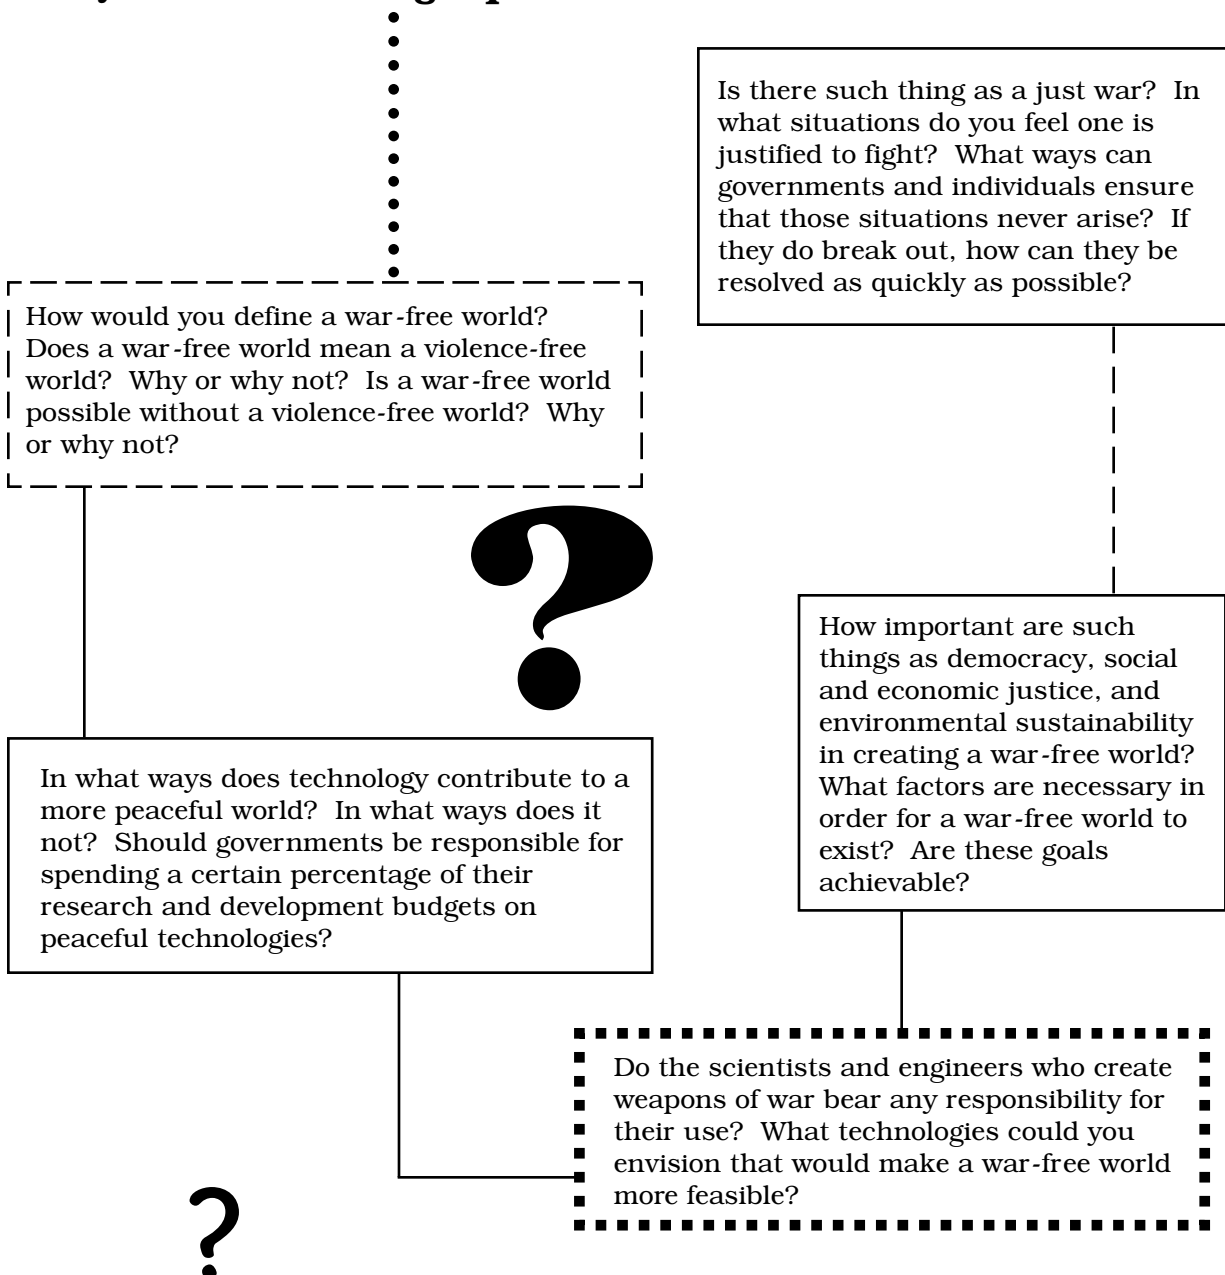 Is there such thing as a just war? In
what situations do you feel one is
justified to fight? What ways can
governments and individuals ensure
that those situations never arise? If
they do break out, how can they be
resolved as quickly as possible?
How would you define a war-free world?
Does a war-free world mean a violence-free
world? Why or why not? Is a war-free world
possible without a violence-free world? Why
or why not?
?
How important are such
things as democracy, social
and economic justice, and
environmental sustainability
in creating a war-free world?
What factors are necessary in
order for a war-free world to
exist? Are these goals
achievable?
In what ways does technology contribute to a
more peaceful world? In what ways does it
not? Should governments be responsible for
spending a certain percentage of their
research and development budgets on
peaceful technologies?
Do the scientists and engineers who create
weapons of war bear any responsibility for
their use? What technologies could you
envision that would make a war-free world
more feasible?
?